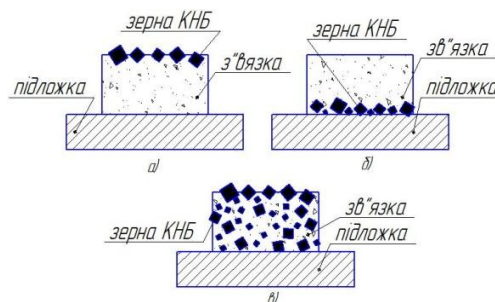 зерна КНБ
з"вязка
підложка
а)
зерна КНБ
зв"язка
підложка
б)
зерна КНБ
зв"язка
підложка
в)